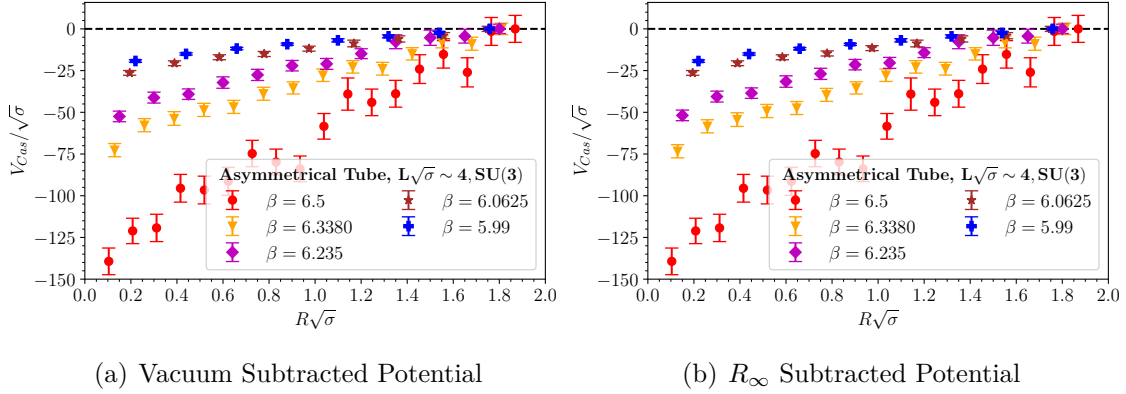 0
−25
−50
−75
−100
−125
−150
V_{Cas}/√σ
0.0 0.2 0.4 0.6 0.8 1.0 1.2 1.4 1.6 1.8 2.0
R√σ
Asymmetrical Tube, L√σ ∼ 4, SU(3)
β = 6.5
β = 6.3380
β = 6.235
β = 6.0625
β = 5.99
(a) Vacuum Subtracted Potential
0
−25
−50
−75
−100
−125
−150
V_{Cas}/√σ
0.0 0.2 0.4 0.6 0.8 1.0 1.2 1.4 1.6 1.8 2.0
R√σ
Asymmetrical Tube, L√σ ∼ 4, SU(3)
β = 6.5
β = 6.3380
β = 6.235
β = 6.0625
β = 5.99
(b) R_∞ Subtracted Potential